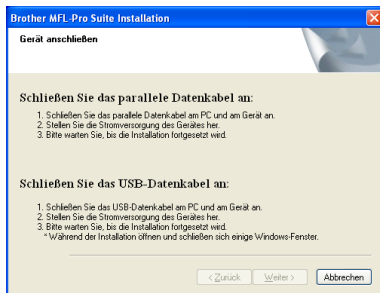 Brother MFL-Pro Suite Installation
Gerät anschließen
Schließen Sie das parallele Datenkabel an:
1. Schließen Sie das parallele Datenkabel am PC und am Gerät an.
2. Stellen Sie die Stromversorgung des Gerätes her.
3. Bitte warten Sie, bis die Installation fortgesetzt wird.
Schließen Sie das USB-Datenkabel an:
1. Schließen Sie das USB-Datenkabel am PC und am Gerät an.
2. Stellen Sie die Stromversorgung des Gerätes her.
3. Bitte warten Sie, bis die Installation fortgesetzt wird.
* Während der Installation öffnen und schließen sich einige Windows-Fenster.
< Zurück Weiter > Abbrechen